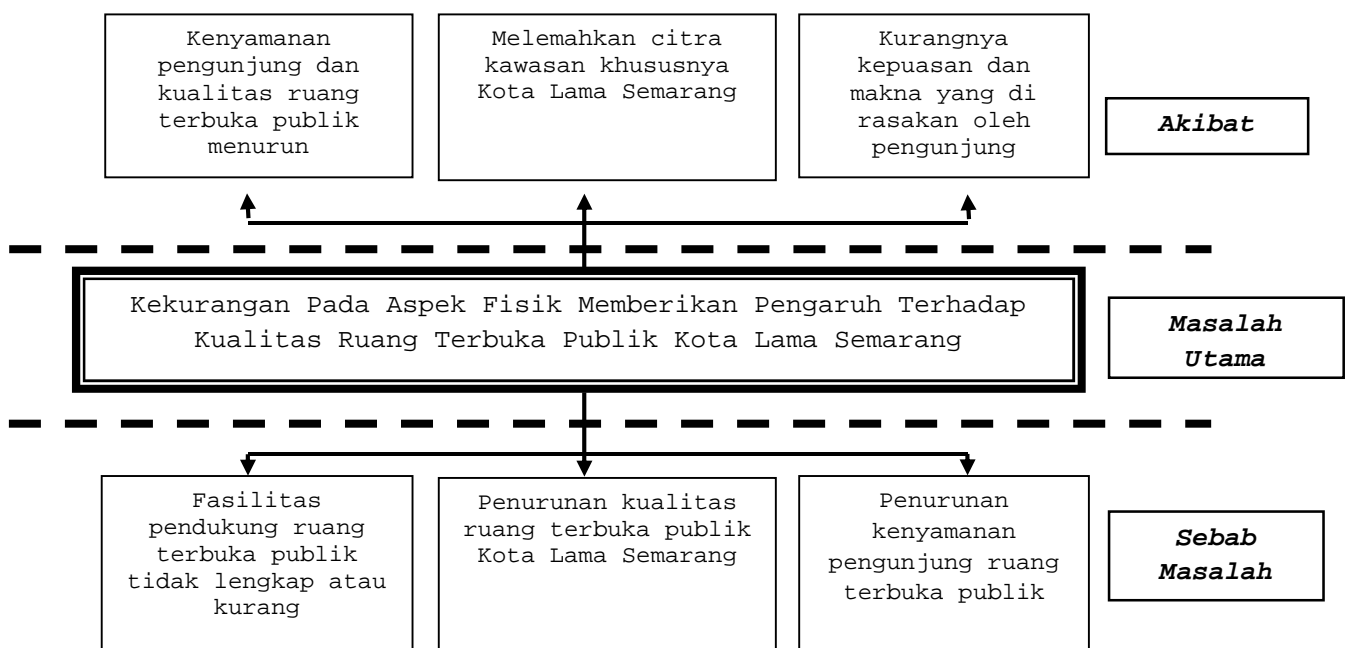 Kenyamanan
pengunjung dan
kualitas ruang
terbuka publik
menurun
Melemahkan citra
kawasan khususnya
Kota Lama Semarang
Kurangnya
kepuasan dan
makna yang di
rasakan oleh
pengunjung
Akibat
Kekurangan Pada Aspek Fisik Memberikan Pengaruh Terhadap
Kualitas Ruang Terbuka Publik Kota Lama Semarang
Masalah
Utama
Fasilitas
pendukung ruang
terbuka publik
tidak lengkap atau
kurang
Penurunan kualitas
ruang terbuka publik
Kota Lama Semarang
Penurunan
kenyamanan
pengunjung ruang
terbuka publik
Sebab
Masalah